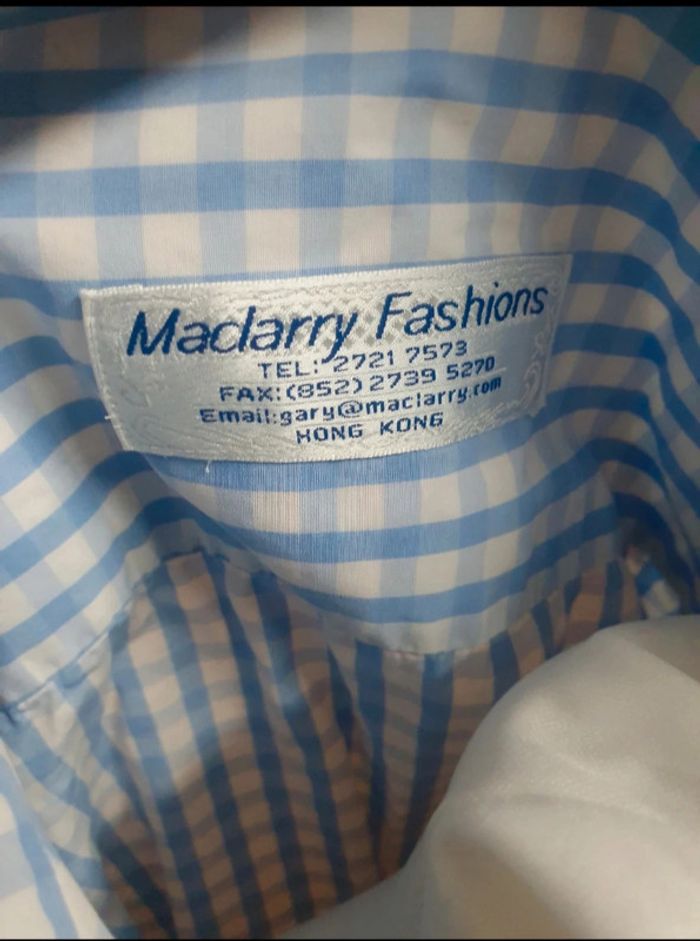 Maclarry Fashions
TEL: 2721 7573
FAX:(852)2739 5270
Email:gary@maclarry.com
HONG KONG